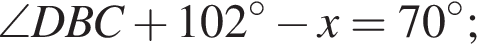 ∠DBC + 102° − x = 70°;